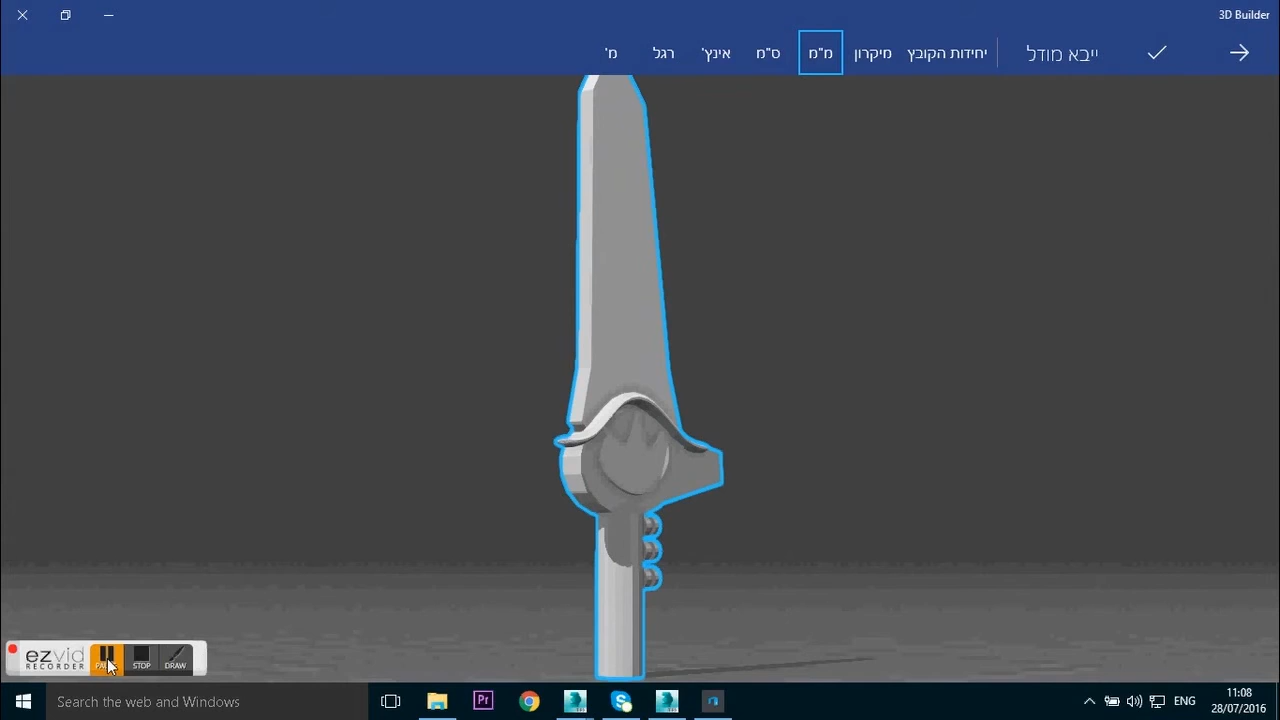 3D Builder
ייבא מודל
יחידות הקובץ
מיקרון
מ"מ
ס"מ
אינץ'
רגל
מ'
ezvid
RECORDER
STOP
DRAW
Search the web and Windows
Pr
ENG
11:08
28/07/2016